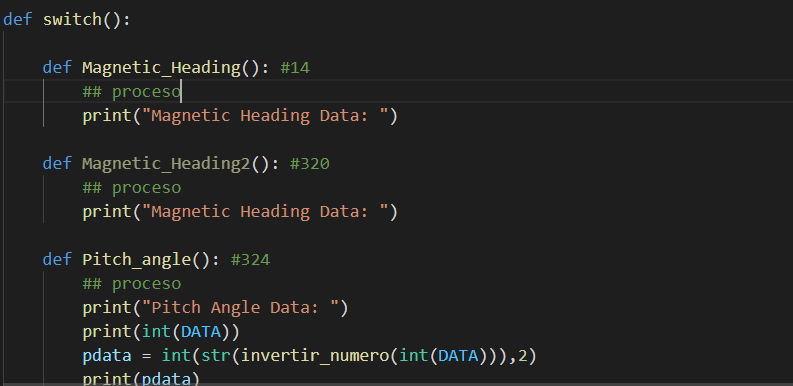 def switch():
def Magnetic_Heading(): #14
## proceso
print("Magnetic Heading Data: ")
def Magnetic_Heading2(): #320
## proceso
print("Magnetic Heading Data: ")
def Pitch_angle(): #324
## proceso
print("Pitch Angle Data: ")
print(int(DATA))
pdata = int(str(invertir_numero(int(DATA))),2)
print(pdata)